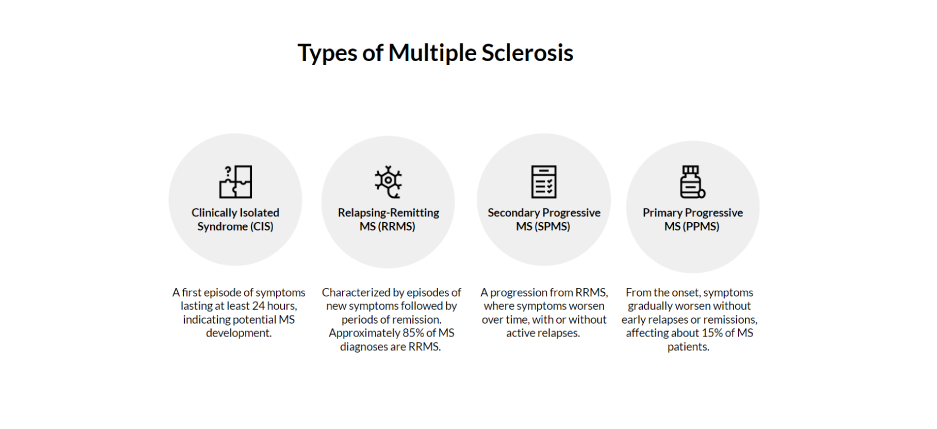 Types of Multiple Sclerosis
?
Clinically Isolated
Syndrome (CIS)
A first episode of symptoms
lasting at least 24 hours,
indicating potential MS
development.
Relapsing-Remitting
MS (RRMS)
Characterized by episodes of
new symptoms followed by
periods of remission.
Approximately 85% of MS
diagnoses are RRMS.
Secondary Progressive
MS (SPMS)
A progression from RRMS,
where symptoms worsen
over time, with or without
active relapses.
Primary Progressive
MS (PPMS)
From the onset, symptoms
gradually worsen without
early relapses or remissions,
affecting about 15% of MS
patients.